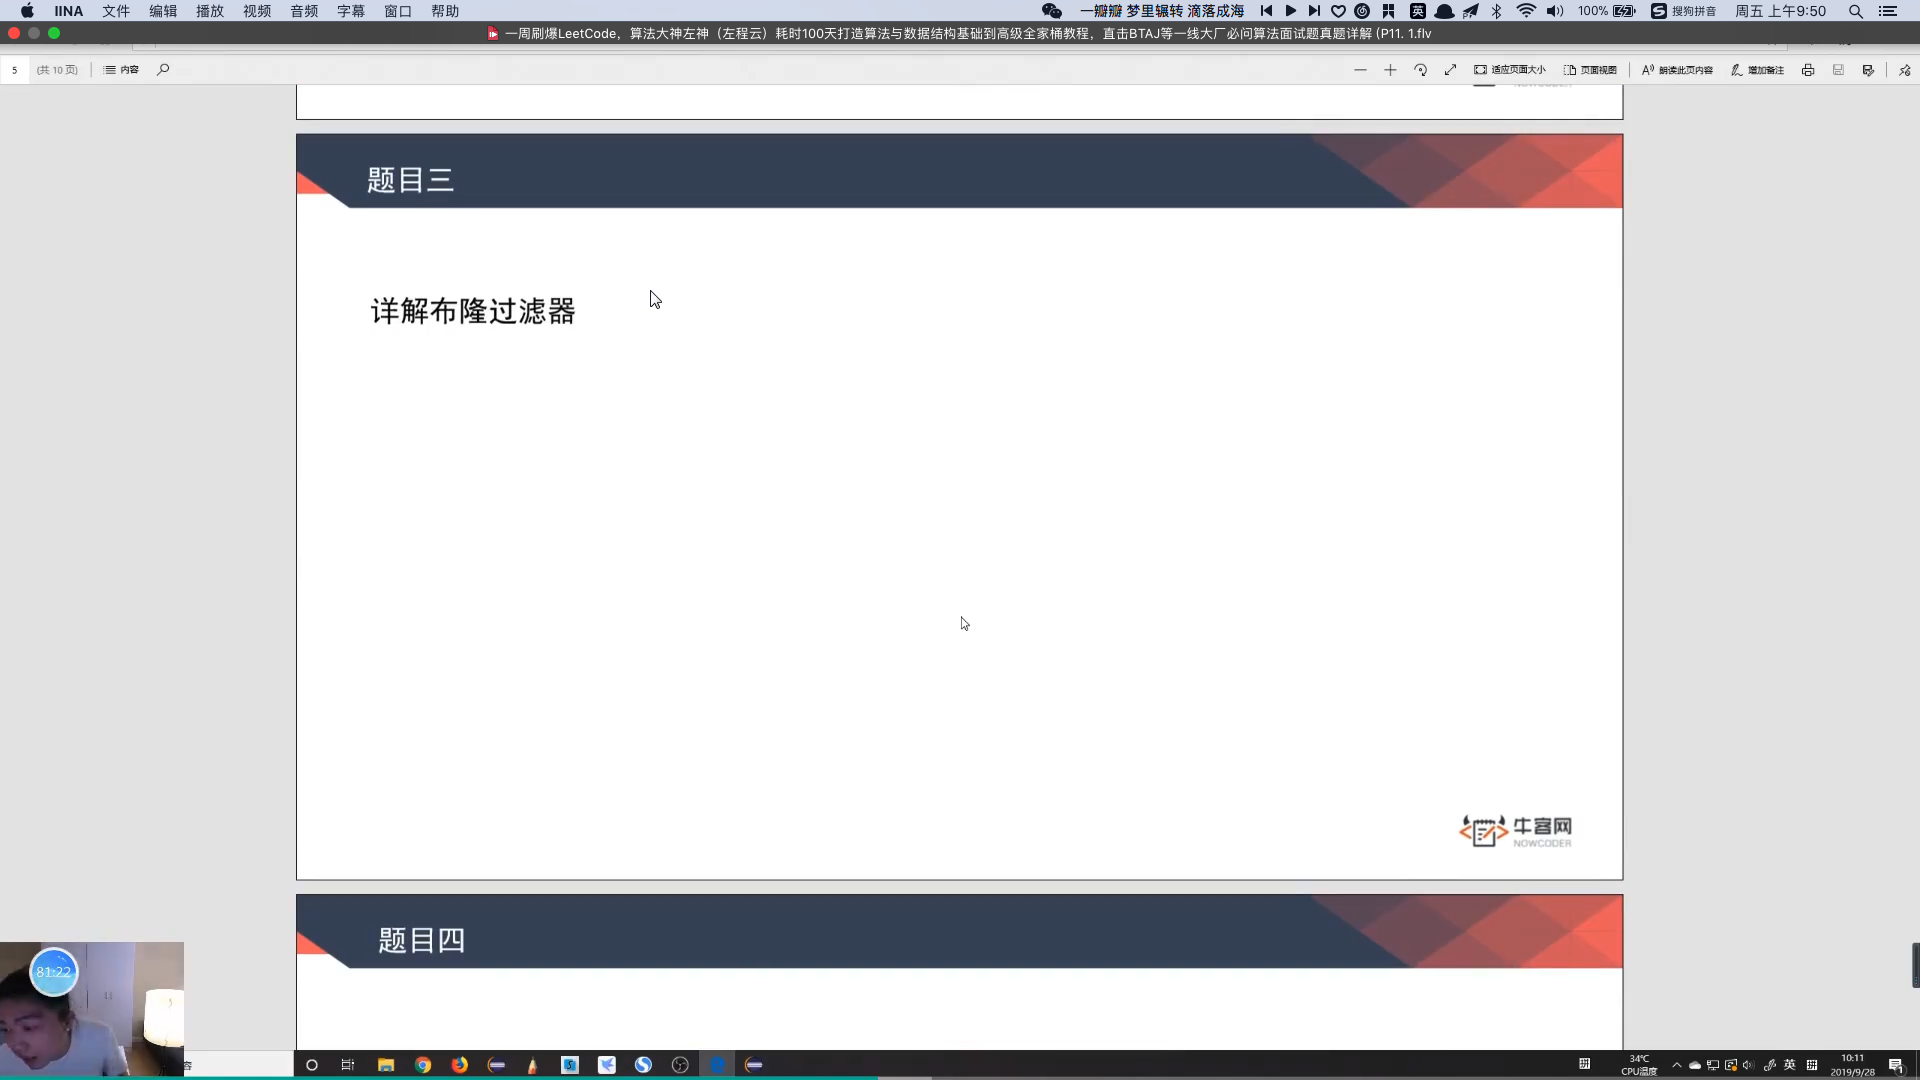 IINA 文件 编辑 播放 视频 音频 字幕 窗口 帮助 一瓣瓣 梦里辗转 滴落成海 英 100% 搜狗拼音 周五 上午9:50
一周刷爆LeetCode，算法大神左神（左程云）耗时100天打造算法与数据结构基础到高级全家桶教程，直击BTAJ等一线大厂必问算法面试题真题详解 (P11. 1.flv
5 (共 10 页) 内容 适应页面大小 页面视图 朗读此页内容 增加备注
题目三
详解布隆过滤器
牛客网
NOWCODER
题目四
81:22
容
34℃
CPU温度
英
10:11
2019/9/28